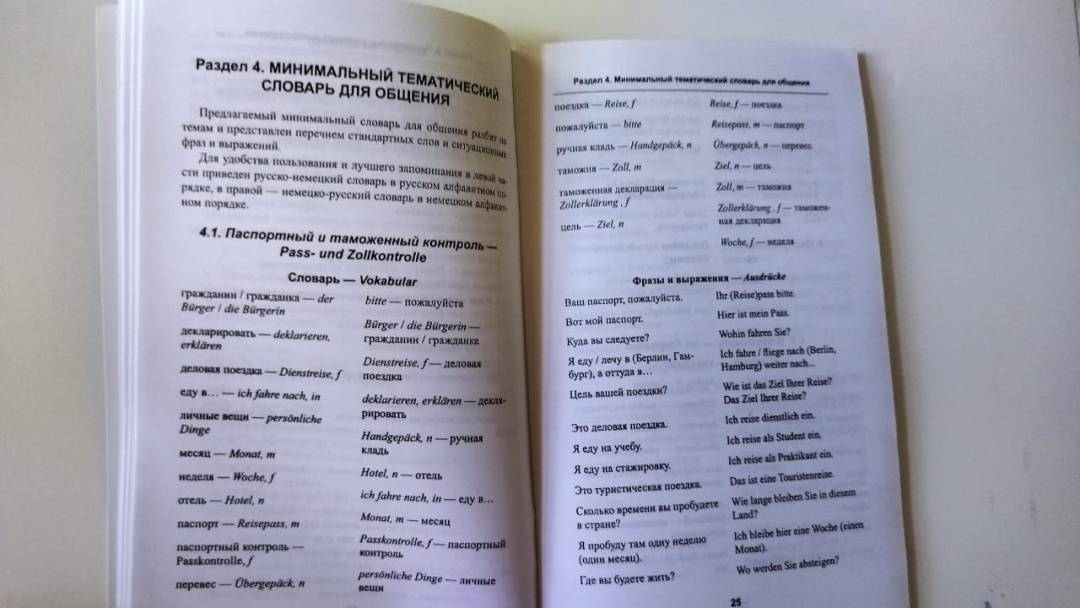 Раздел 4. МИНИМАЛЬНЫЙ ТЕМАТИЧЕСКИЙ
СЛОВАРЬ ДЛЯ ОБЩЕНИЯ
Предлагаемый минимальный словарь для общения разбит по
темам и представлен перечнем стандартных слов и ситуационных
фраз и выражений.
Для удобства пользования и лучшего запоминания в левой ча-
сти приведен русско-немецкий словарь в русском алфавитном по-
рядке, в правой — немецко-русский словарь в немецком алфавит-
ном порядке.
4.1. Паспортный и таможенный контроль —
Pass- und Zollkontrolle
Словарь — Vokabular
гражданин / гражданка — der
Bürger / die Bürgerin
декларировать — deklarieren,
erklären
деловая поездка — Dienstreise, f
еду в... — ich fahre nach, in
личные вещи — persönliche
Dinge
месяц — Monat, m
неделя — Woche, f
отель — Hotel, n
паспорт — Reisepass, m
паспортный контроль —
Passkontrolle, f
перевес — Übergepäck, n
bitte — пожалуйста
Bürger / die Bürgerin —
гражданин / гражданка
Dienstreise, f — деловая
поездка
deklarieren, erklären — декла-
рировать
Handgepäck, n — ручная
кладь
Hotel, n — отель
ich fahre nach, in — еду в...
Monat, m — месяц
Passkontrolle, f — паспортный
контроль
persönliche Dinge — личные
вещи
Раздел 4. Минимальный тематический словарь для общения
поездка — Reise, f
пожалуйста — bitte
ручная кладь — Handgepäck, n
таможня — Zoll, m
таможенная декларация —
Zollerklärung , f
цель — Ziel, n
Reise, f — поездка
Reisepass, m — паспорт
Übergepäck, n — перевес
Ziel, n — цель
Zoll, m — таможня
Zollerklärung , f — таможен-
ная декларация
Woche, f — неделя
Фразы и выражения — Ausdrücke
Ваш паспорт, пожалуйста.
Ihr (Reise)pass bitte.
Вот мой паспорт.
Hier ist mein Pass.
Куда вы следуете?
Wohin fahren Sie?
Я еду / лечу в (Берлин, Гам-
бург), а оттуда в…
Ich fahre / fliege nach (Berlin,
Hamburg) weiter nach...
Цель вашей поездки?
Wie ist das Ziel Ihrer Reise?
Das Ziel Ihrer Reise?
Это деловая поездка.
Ich reise dienstlich ein.
Я еду на учебу.
Ich reise als Student ein.
Я еду на стажировку.
Ich reise als Praktikant ein.
Это туристическая поездка.
Das ist eine Touristenreise.
Сколько времени вы пробудете
в стране?
Wie lange bleiben Sie in diesem
Land?
Я пробуду там одну неделю
(один месяц).
Ich bleibe hier eine Woche (einen
Monat).
Где вы будете жить?
Wo werden Sie absteigen?
25